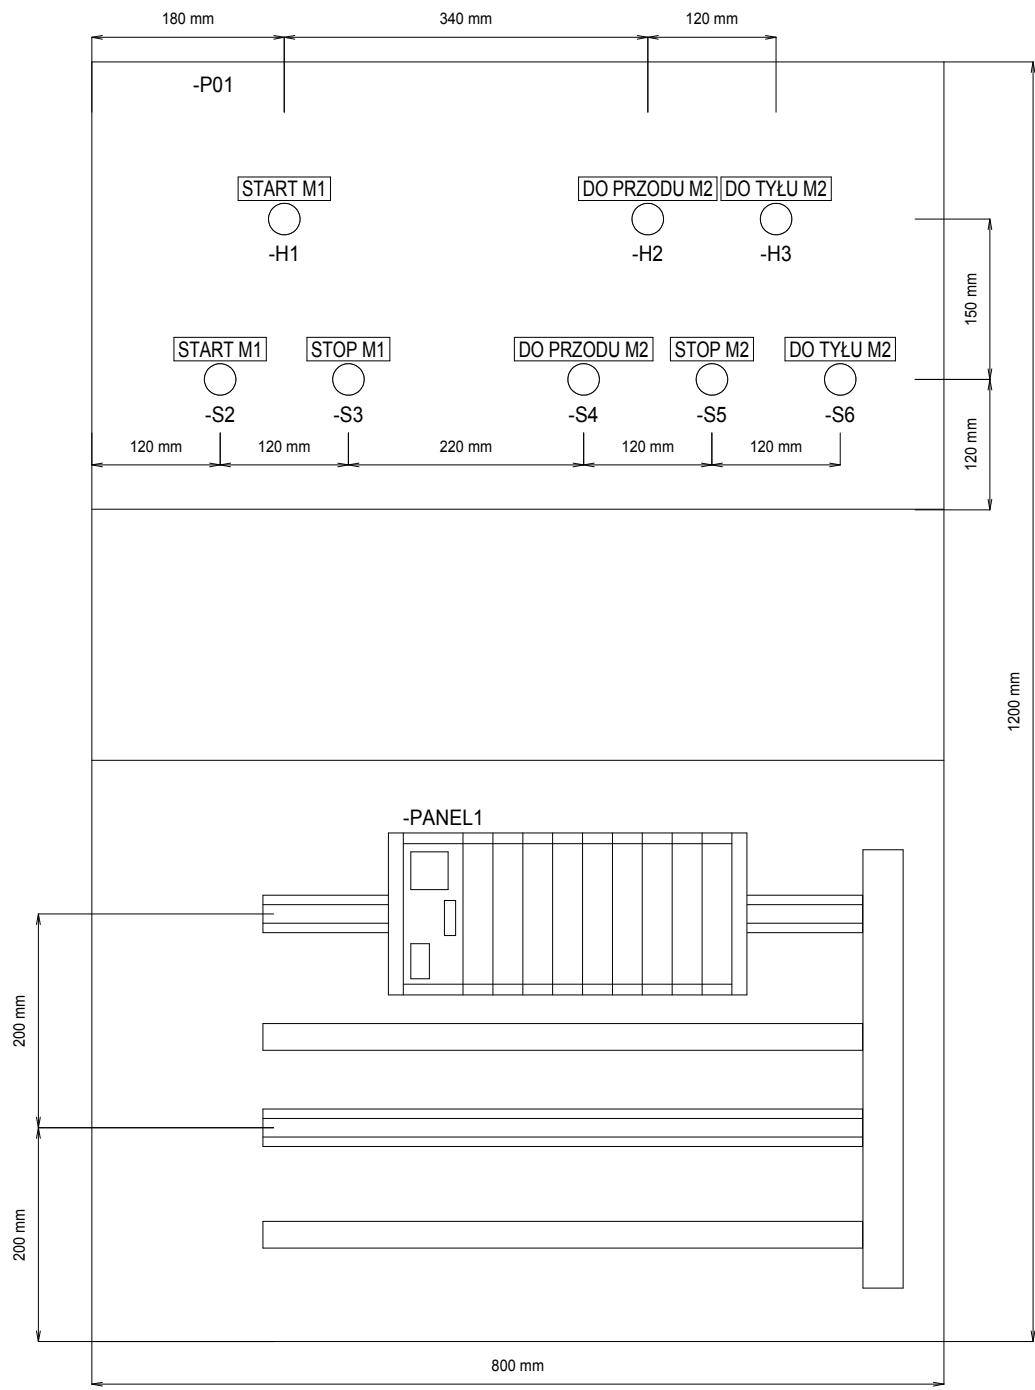 180 mm 340 mm 120 mm
-P01
START M1 DO PRZODU M2 DO TYŁU M2
-H1 -H2 -H3
150 mm
START M1 STOP M1 DO PRZODU M2 STOP M2 DO TYŁU M2
-S2 -S3 -S4 -S5 -S6
120 mm 120 mm 220 mm 120 mm 120 mm
120 mm
1200 mm
-PANEL1
200 mm
200 mm
800 mm